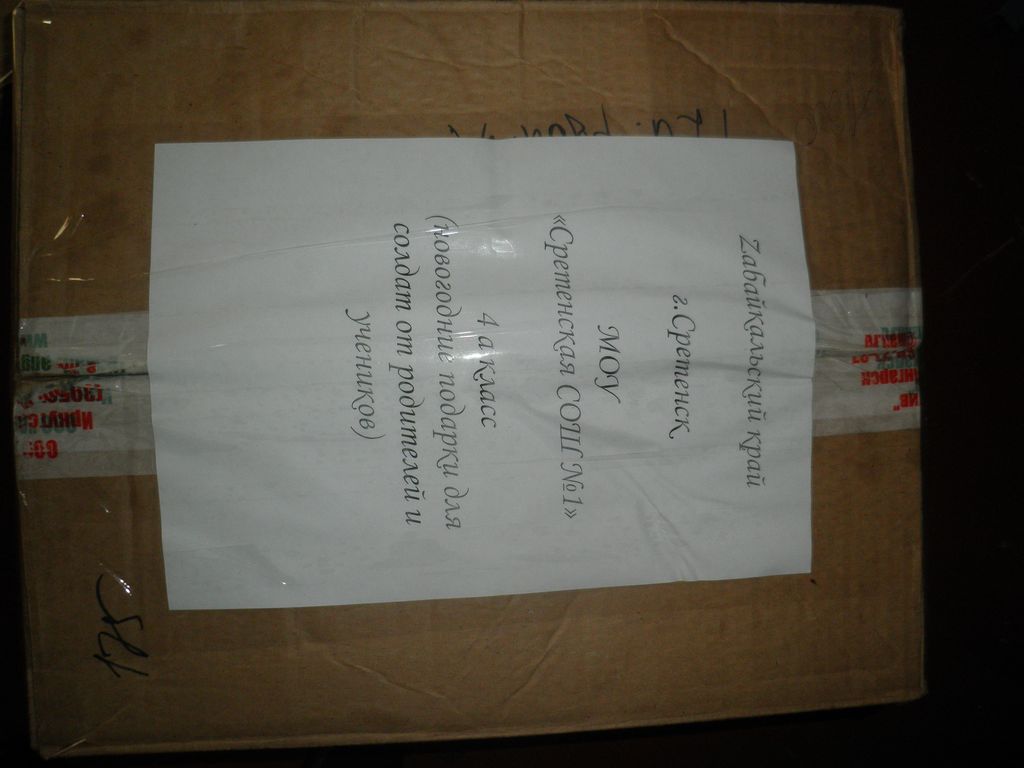 Zабайкальский край
г.Сретенск
МОУ
«Сретенская СОШ №1»
4 а класс
(новогодние подарки для
солдат от родителей и
учеников)